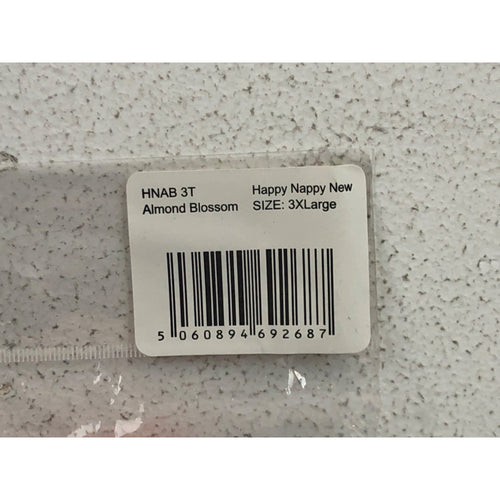 HNAB 3T Happy Nappy New
Almond Blossom SIZE: 3XLarge
5 060894 692687